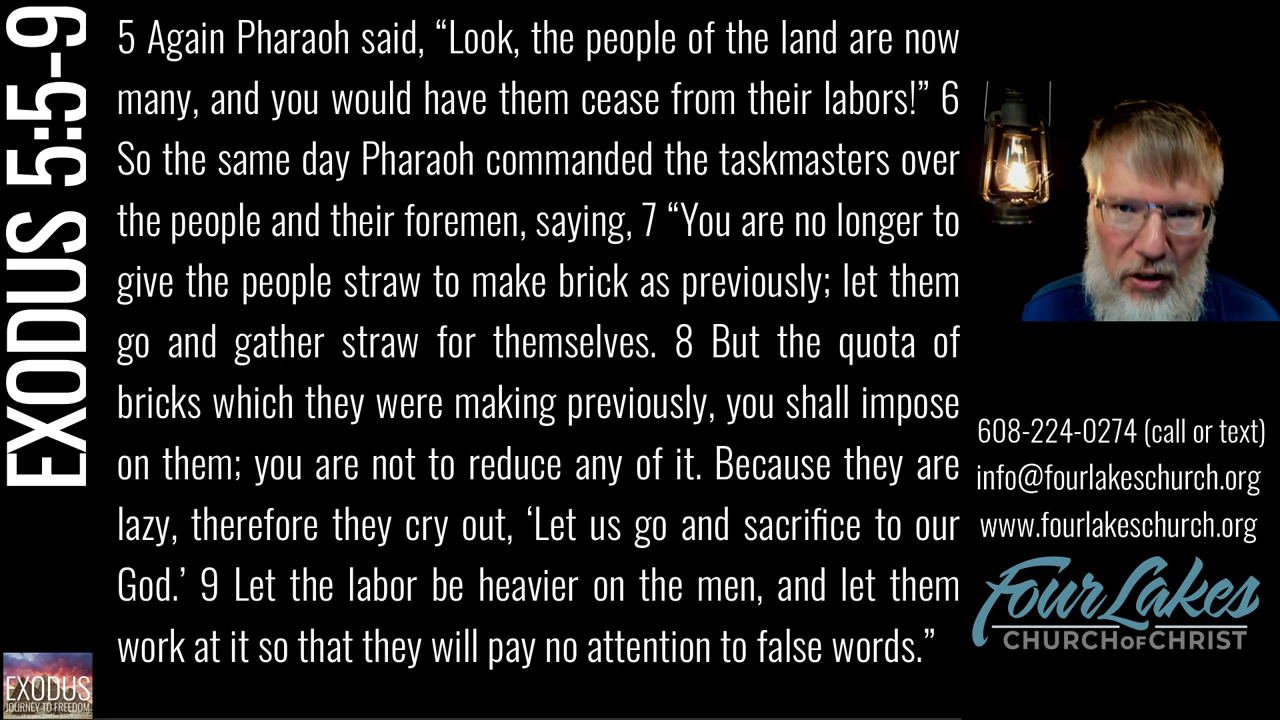 EXODUS 5:5-9
5 Again Pharaoh said, “Look, the people of the land are now
many, and you would have them cease from their labors!” 6
So the same day Pharaoh commanded the taskmasters over
the people and their foremen, saying, 7 “You are no longer to
give the people straw to make brick as previously; let them
go and gather straw for themselves. 8 But the quota of
bricks which they were making previously, you shall impose
on them; you are not to reduce any of it. Because they are
lazy, therefore they cry out, ‘Let us go and sacrifice to our
God.’ 9 Let the labor be heavier on the men, and let them
work at it so that they will pay no attention to false words.”
608-224-0274 (call or text)
info@fourlakeschurch.org
www.fourlakeschurch.org
Four Lakes
CHURCH OF CHRIST
EXODUS
JOURNEY TO FREEDOM